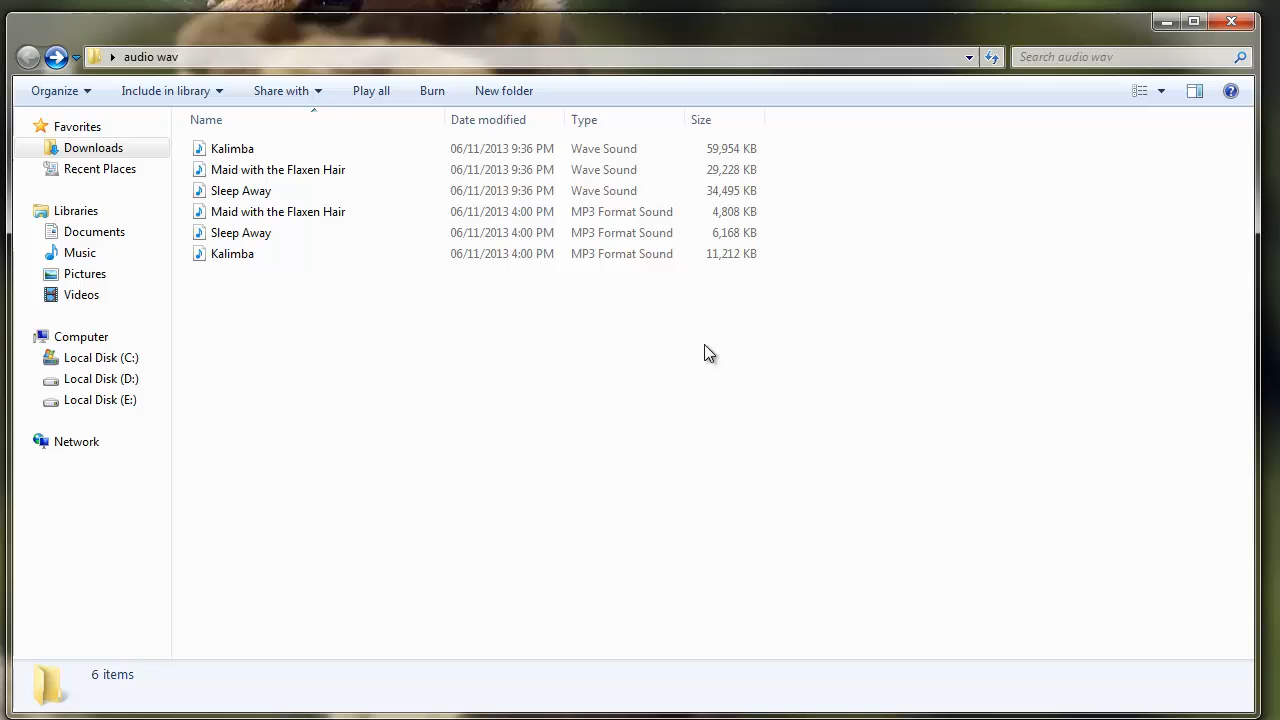 audio wav
Search audio wav
Organize Include in library Share with Play all Burn New folder
Name Date modified Type Size
Favorites
Downloads
Recent Places
Libraries
Documents
Music
Pictures
Videos
Computer
Local Disk (C:)
Local Disk (D:)
Local Disk (E:)
Network
Kalimba 06/11/2013 9:36 PM Wave Sound 59,954 KB
Maid with the Flaxen Hair 06/11/2013 9:36 PM Wave Sound 29,228 KB
Sleep Away 06/11/2013 9:36 PM Wave Sound 34,495 KB
Maid with the Flaxen Hair 06/11/2013 4:00 PM MP3 Format Sound 4,808 KB
Sleep Away 06/11/2013 4:00 PM MP3 Format Sound 6,168 KB
Kalimba 06/11/2013 4:00 PM MP3 Format Sound 11,212 KB
6 items